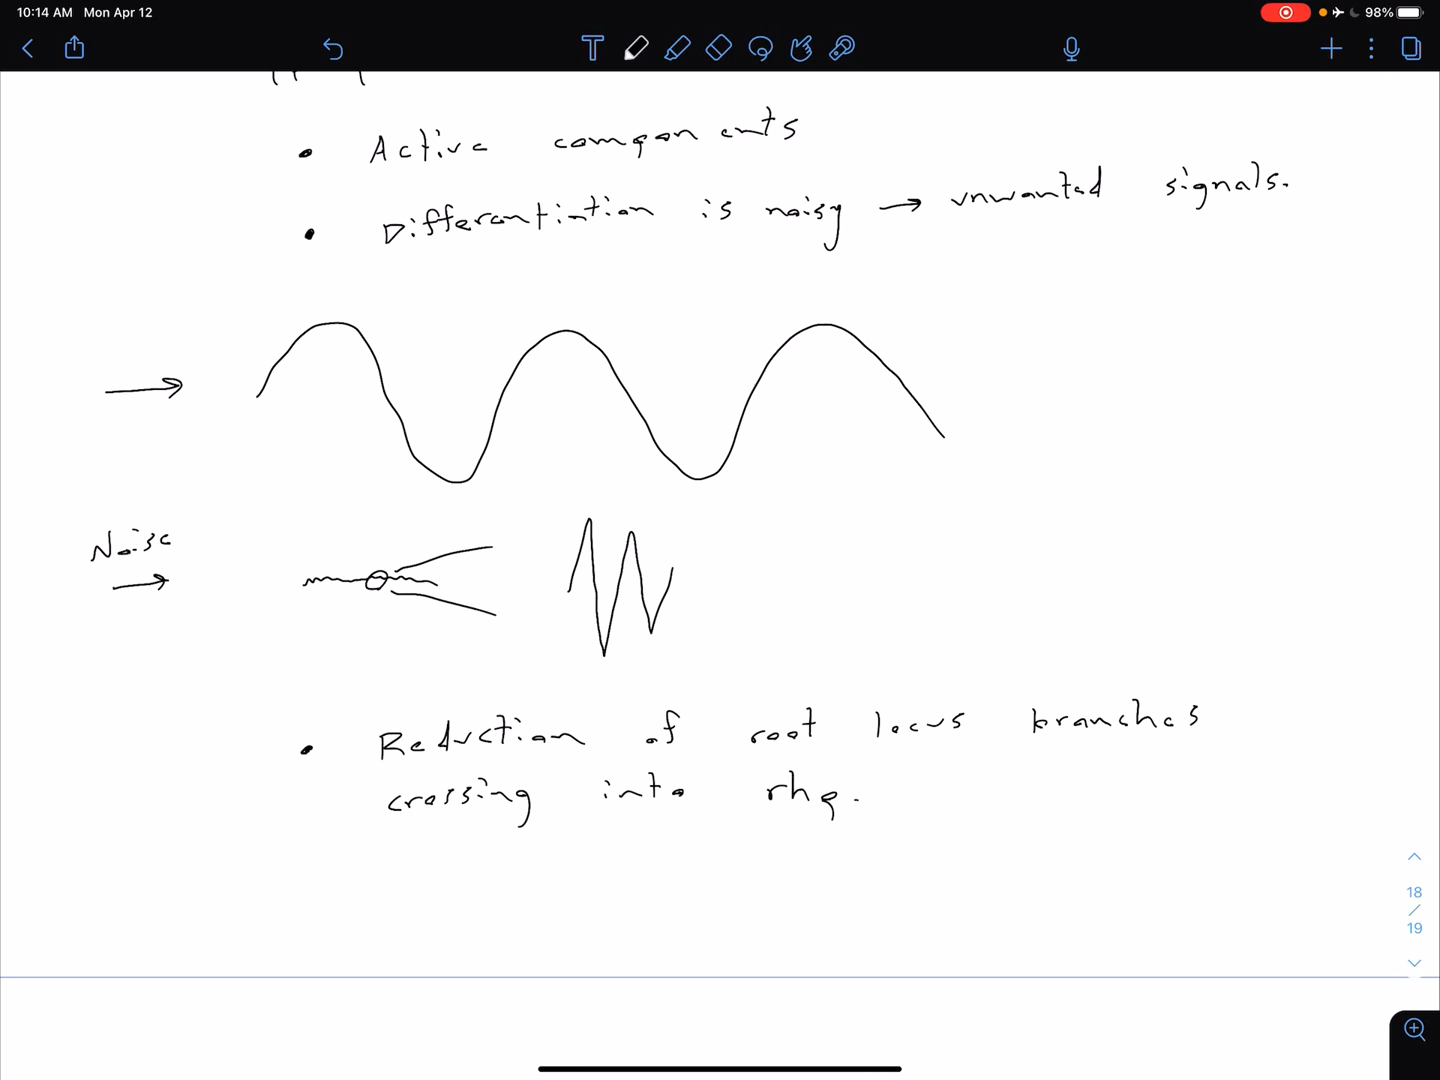 10:14 AM Mon Apr 12
98%
• Active components
• Differentiation is noisy → unwanted signals.
Noise
• Reduction of root locus branches
crossing into rhp.
18
/
19